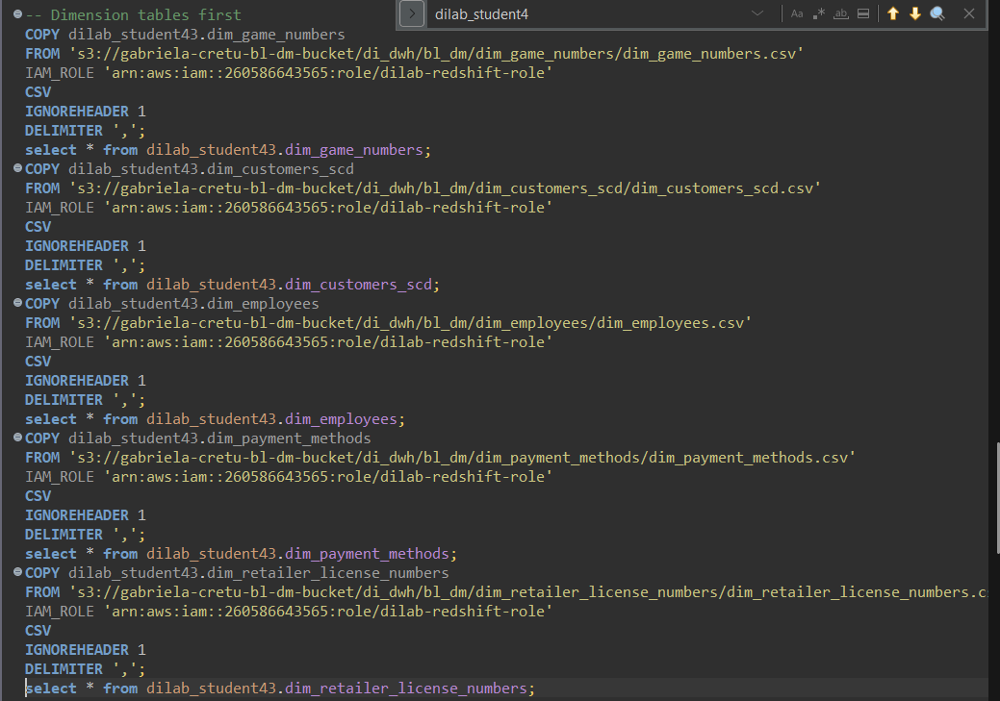 dilab_student4
Aa .* ab,
-- Dimension tables first
COPY dilab_student43.dim_game_numbers
FROM 's3://gabriela-cretu-bl-dm-bucket/di_dwh/bl_dm/dim_game_numbers/dim_game_numbers.csv'
IAM_ROLE 'arn:aws:iam::260586643565:role/dilab-redshift-role'
CSV
IGNOREHEADER 1
DELIMITER ',';
select * from dilab_student43.dim_game_numbers;
COPY dilab_student43.dim_customers_scd
FROM 's3://gabriela-cretu-bl-dm-bucket/di_dwh/bl_dm/dim_customers_scd/dim_customers_scd.csv'
IAM_ROLE 'arn:aws:iam::260586643565:role/dilab-redshift-role'
CSV
IGNOREHEADER 1
DELIMITER ',';
select * from dilab_student43.dim_customers_scd;
COPY dilab_student43.dim_employees
FROM 's3://gabriela-cretu-bl-dm-bucket/di_dwh/bl_dm/dim_employees/dim_employees.csv'
IAM_ROLE 'arn:aws:iam::260586643565:role/dilab-redshift-role'
CSV
IGNOREHEADER 1
DELIMITER ',';
select * from dilab_student43.dim_employees;
COPY dilab_student43.dim_payment_methods
FROM 's3://gabriela-cretu-bl-dm-bucket/di_dwh/bl_dm/dim_payment_methods/dim_payment_methods.csv'
IAM_ROLE 'arn:aws:iam::260586643565:role/dilab-redshift-role'
CSV
IGNOREHEADER 1
DELIMITER ',';
select * from dilab_student43.dim_payment_methods;
COPY dilab_student43.dim_retailer_license_numbers
FROM 's3://gabriela-cretu-bl-dm-bucket/di_dwh/bl_dm/dim_retailer_license_numbers/dim_retailer_license_numbers.c
IAM_ROLE 'arn:aws:iam::260586643565:role/dilab-redshift-role'
CSV
IGNOREHEADER 1
DELIMITER ',';
select * from dilab_student43.dim_retailer_license_numbers;